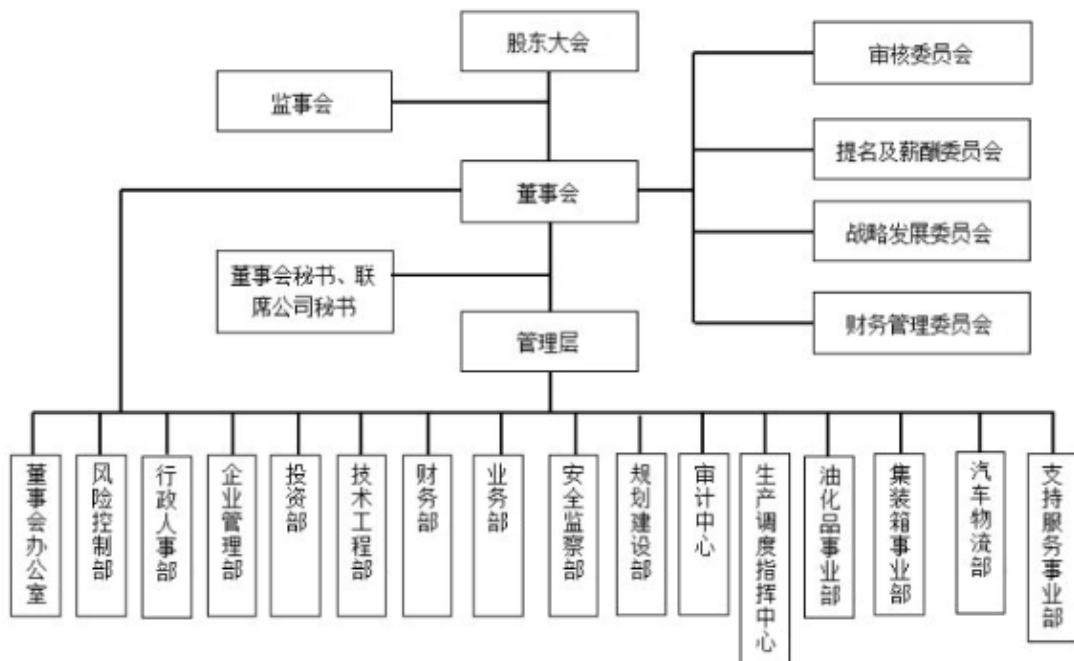 股东大会
审核委员会
监事会
提名及薪酬委员会
董事会
战略发展委员会
董事会秘书、联
席公司秘书
财务管理委员会
管理层
董事会办公室
风险控制部
行政人事部
企业管理部
投资部
技术工程部
财务部
业务部
安全监察部
规划建设部
审计中心
生产调度指挥中心
油化品事业部
集装箱事业部
汽车物流部
支持服务事业部